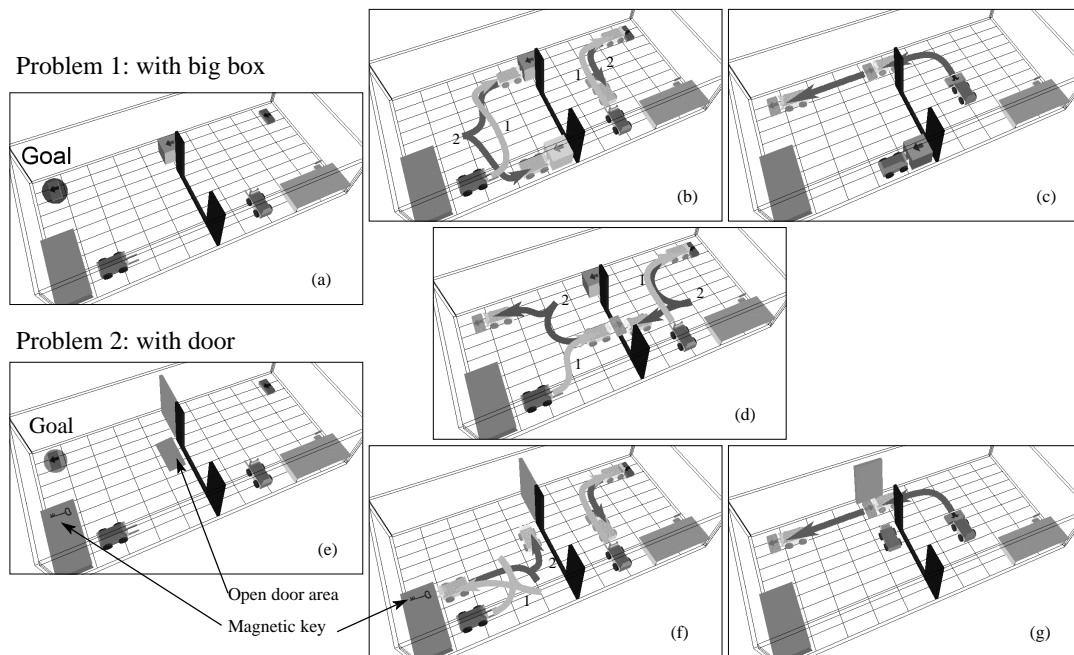 Problem 1: with big box
Goal
(a)
1
2
1
2
(b)
(c)
2
1
1
2
(d)
Problem 2: with door
Goal
(e)
Open door area
Magnetic key
2
1
(f)
(g)